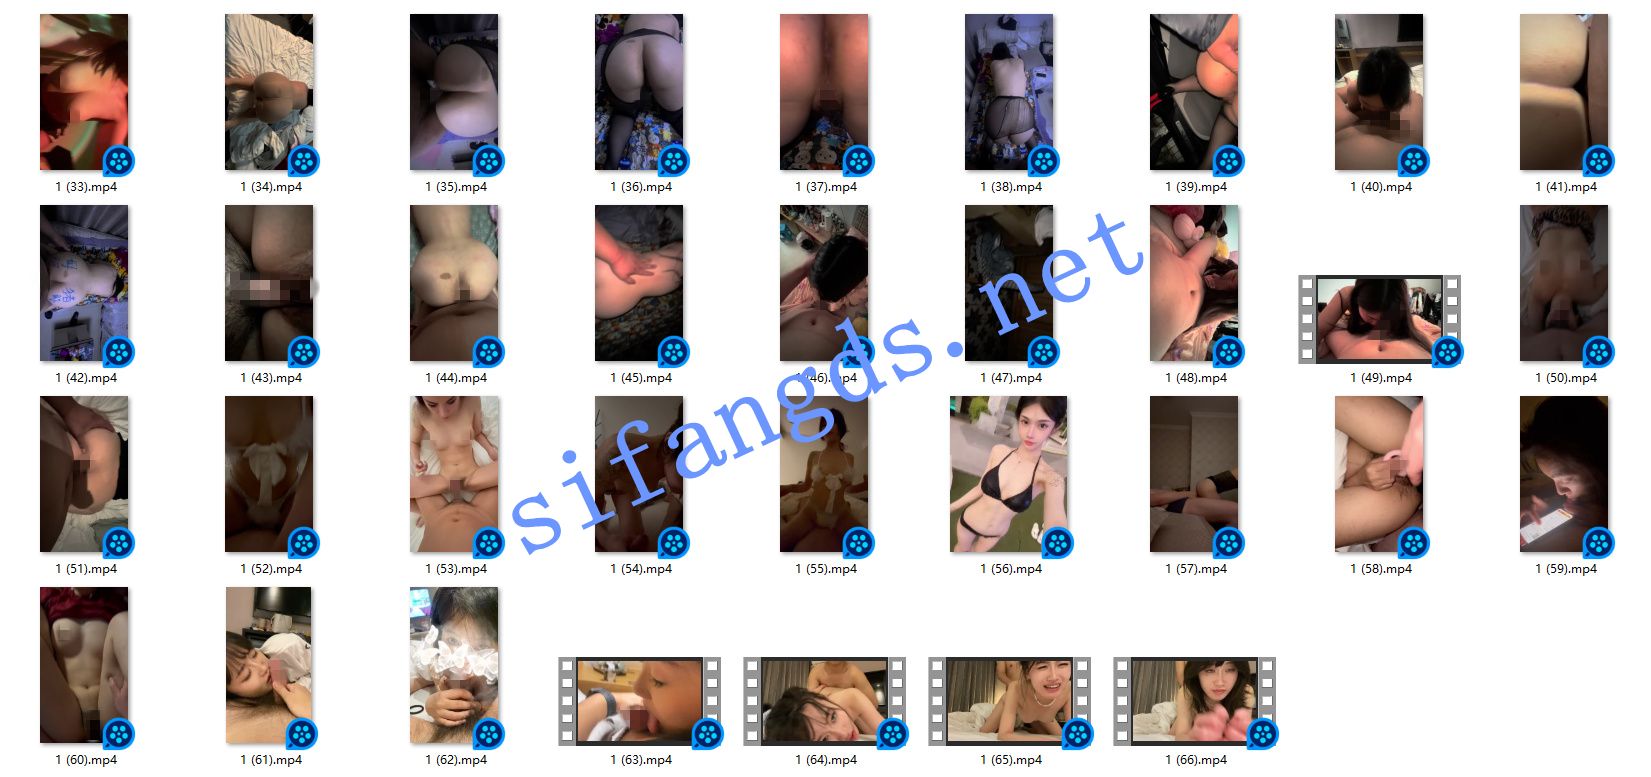 1 (33).mp4
1 (34).mp4
1 (35).mp4
1 (36).mp4
1 (37).mp4
1 (38).mp4
1 (39).mp4
1 (40).mp4
1 (41).mp4
1 (42).mp4
1 (43).mp4
1 (44).mp4
1 (45).mp4
1 (46).mp4
1 (47).mp4
1 (48).mp4
1 (49).mp4
1 (50).mp4
sifangds.net
1 (51).mp4
1 (52).mp4
1 (53).mp4
1 (54).mp4
1 (55).mp4
1 (56).mp4
1 (57).mp4
1 (58).mp4
1 (59).mp4
1 (60).mp4
1 (61).mp4
1 (62).mp4
1 (63).mp4
1 (64).mp4
1 (65).mp4
1 (66).mp4